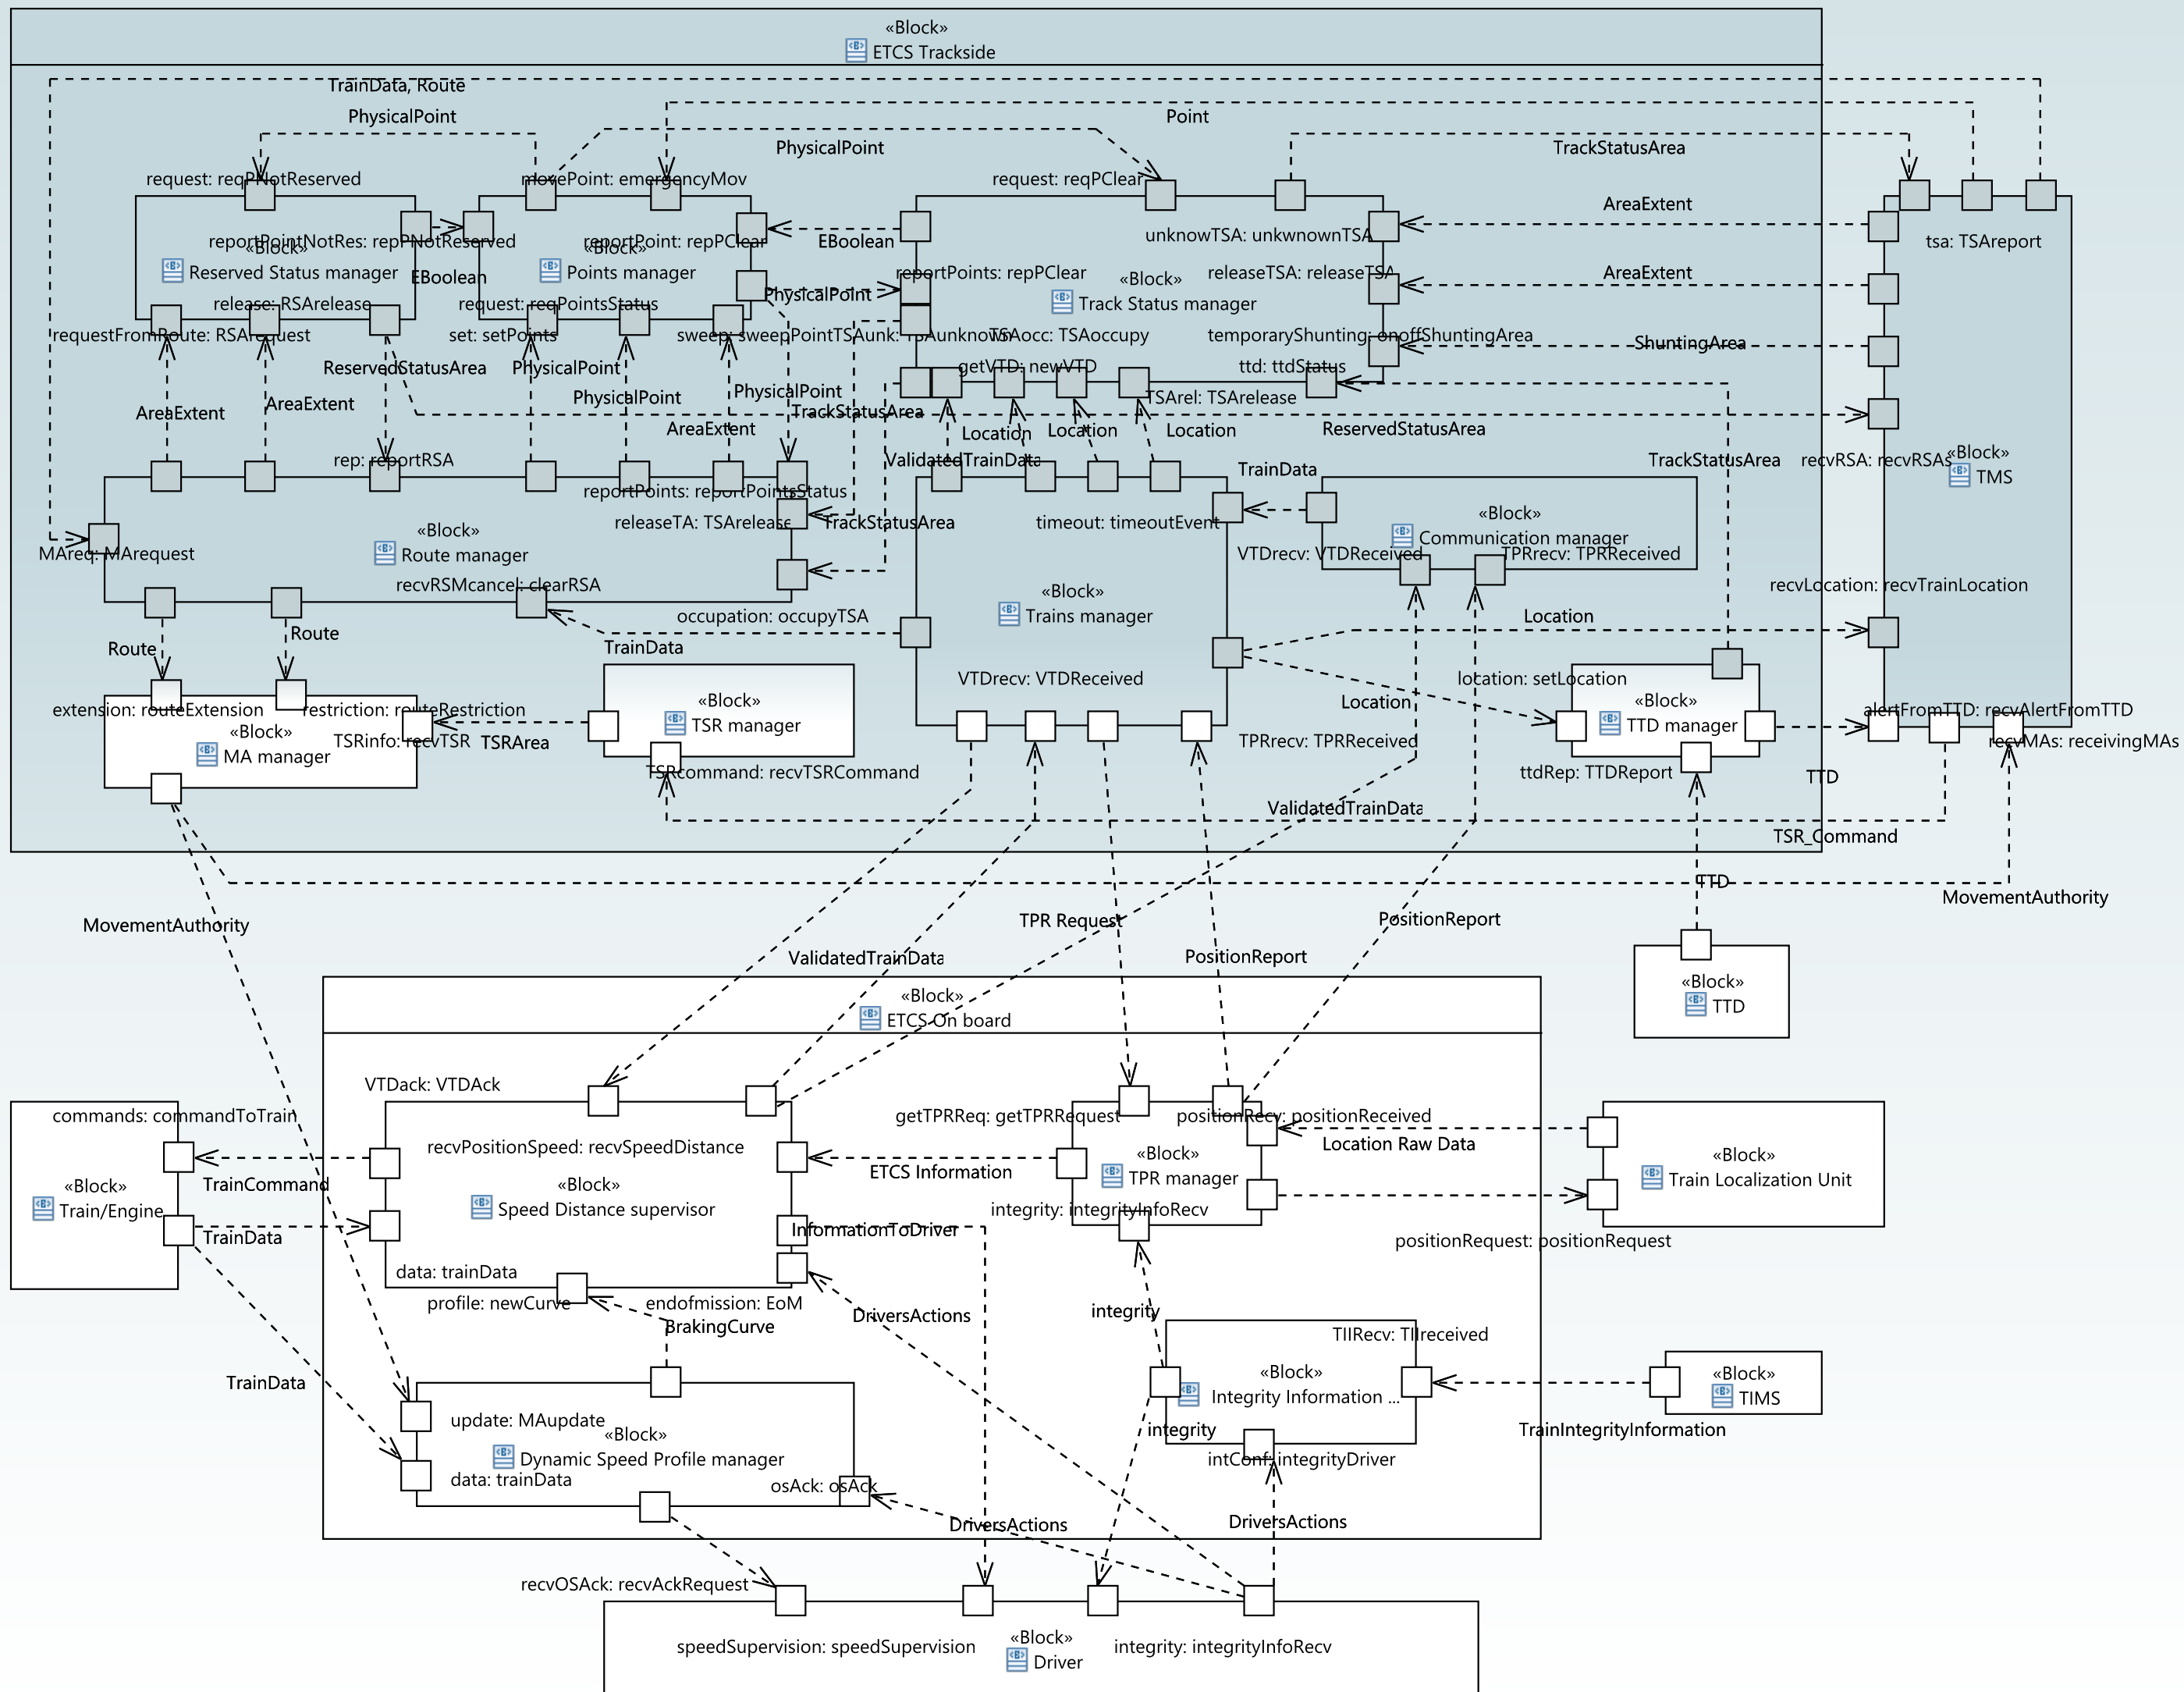 «Block»
ETCS Trackside
TrainData, Route
PhysicalPoint
Point
PhysicalPoint
TrackStatusArea
request: reqPNotReserved
movePoint: emergencyMov
request: reqPClear
AreaExtent
reportPointNotRes: repPNotReserved
reportPoint: repPClear
EBoolean
unknowTSA: unkwnownTSA
tsa: TSAreport
«Block»
Reserved Status manager
EBoolean
«Block»
Points manager
reportPoints: repPClear
«Block»
Track Status manager
releaseTSA: releaseTSA
AreaExtent
PhysicalPoint
release: RSArelease
request: reqPointsStatus
requestFromRoute: RSArequest
set: setPoints
sweep: sweepPoint
TSAunk: TSAunknown
TSAocc: TSAoccupy
temporaryShunting: onoffShuntingArea
ShuntingArea
ReservedStatusArea
PhysicalPoint
getVTD: newVTD
ttd: ttdStatus
PhysicalPoint
PhysicalPoint
TSArel: TSArelease
AreaExtent
AreaExtent
TrackStatusArea
AreaExtent
Location
Location
Location
ReservedStatusArea
rep: reportRSA
ValidatedTrainData
TrainData
TrackStatusArea
recvRSA: recvRSAs
«Block»
TMS
reportPoints: reportPointsStatus
releaseTA: TSArelease
TrackStatusArea
timeout: timeoutEvent
«Block»
Communication manager
MAreq: MArequest
«Block»
Route manager
VTDrecv: VTDReceived
TPRrecv: TPRReceived
recvRSMcancel: clearRSA
recvLocation: recvTrainLocation
«Block»
Trains manager
occupation: occupyTSA
Location
Route
Route
TrainData
VTDrecv: VTDReceived
location: setLocation
extension: routeExtension
restriction: routeRestriction
Location
alertFromTTD: recvAlertFromTTD
«Block»
MA manager
TSRinfo: recvTSR
TSRArea
«Block»
TSR manager
TPRrecv: TPRReceived
«Block»
TTD manager
recvMAs: receivingMAs
TSRcommand: recvTSRCommand
ttdRep: TTDReport
TTD
ValidatedTrainData
TSR_Command
TTD
MovementAuthority
MovementAuthority
TPR Request
PositionReport
ValidatedTrainData
PositionReport
«Block»
TTD
«Block»
ETCS On board
VTDack: VTDAck
commands: commandToTrain
getTPRReq: getTPRRequest
positionRecv: positionReceived
recvPositionSpeed: recvSpeedDistance
Location Raw Data
«Block»
Train/Engine
TrainCommand
«Block»
Speed Distance supervisor
ETCS Information
«Block»
TPR manager
«Block»
Train Localization Unit
TrainData
InformationToDriver
integrity: integrityInfoRecv
positionRequest: positionRequest
data: trainData
profile: newCurve
endofmission: EoM
BrakingCurve
DriversActions
integrity
TIIRecv: TIIreceived
TrainData
«Block»
Integrity Information ...
«Block»
TIMS
update: MAupdate
«Block»
Dynamic Speed Profile manager
integrity
TrainIntegrityInformation
data: trainData
osAck: osAck
intConf: integrityDriver
DriversActions
DriversActions
recvOSAck: recvAckRequest
speedSupervision: speedSupervision
«Block»
Driver
integrity: integrityInfoRecv